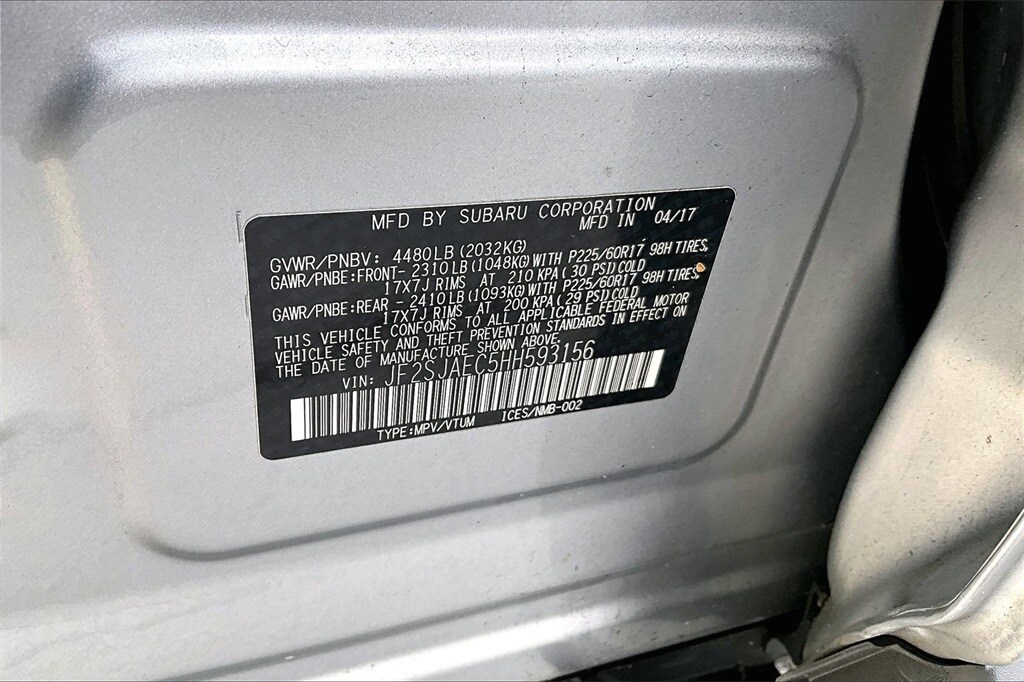 MFD BY SUBARU CORPORATION
MFD IN 04/17
GVWR/PNBV: 4480LB(2032KG)
GAWR/PNBE:FRONT- 2310LB(1048KG)WITH P225/60R17 98H TIRES,
17X7J RIMS AT 210 KPA( 30 PSI)COLD
GAWR/PNBE:REAR - 2410LB(1093KG)WITH P225/60R17 98H TIRES,
17X7J RIMS AT 200 KPA( 29 PSI)COLD
THIS VEHICLE CONFORMS TO ALL APPLICABLE FEDERAL MOTOR
VEHICLE SAFETY AND THEFT PREVENTION STANDARDS IN EFFECT ON
THE DATE OF MANUFACTURE SHOWN ABOVE.
VIN: JF2SJAEC5HH593156
TYPE:MPV/VTUM ICES/NMB-002